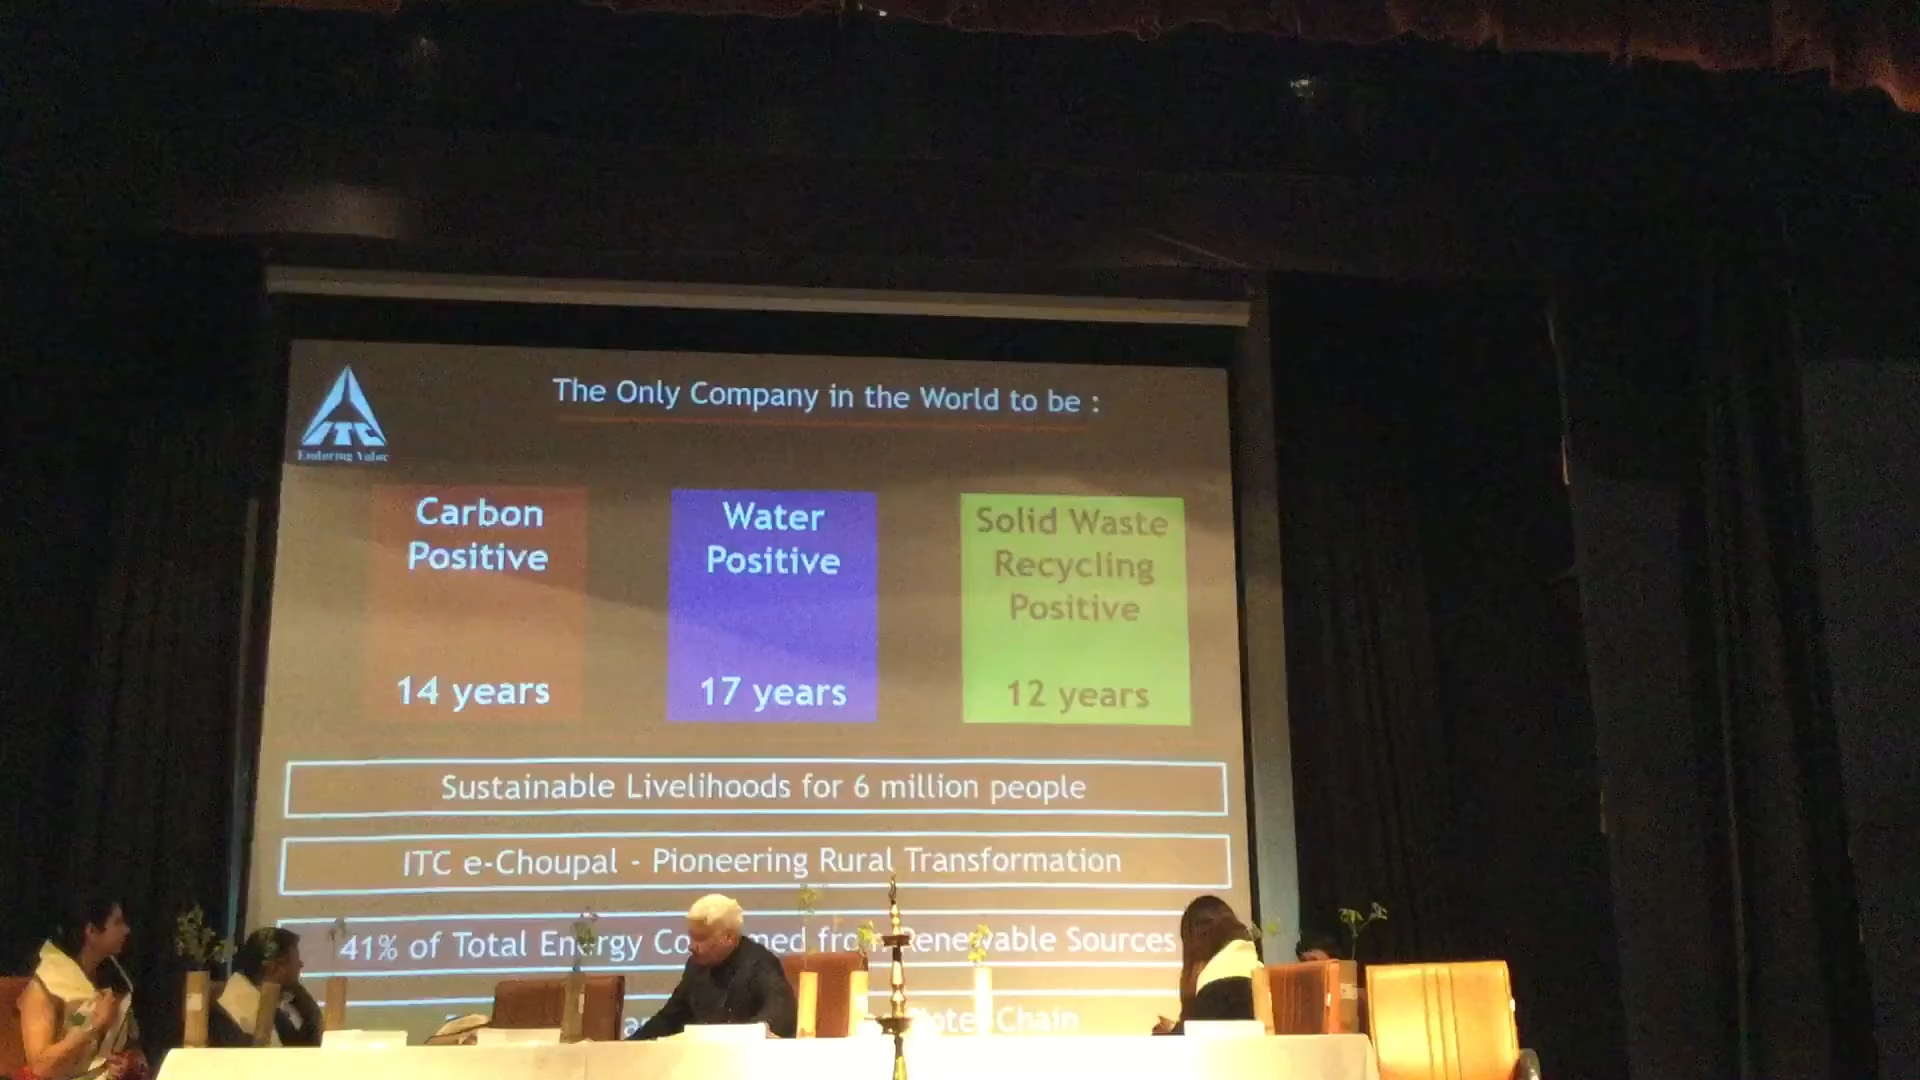 The Only Company in the World to be :
ITC
Enduring Value
Carbon
Positive
14 years
Water
Positive
17 years
Solid Waste
Recycling
Positive
12 years
Sustainable Livelihoods for 6 million people
ITC e-Choupal - Pioneering Rural Transformation
41% of Total Energy Consumed from Renewable Sources
Chain